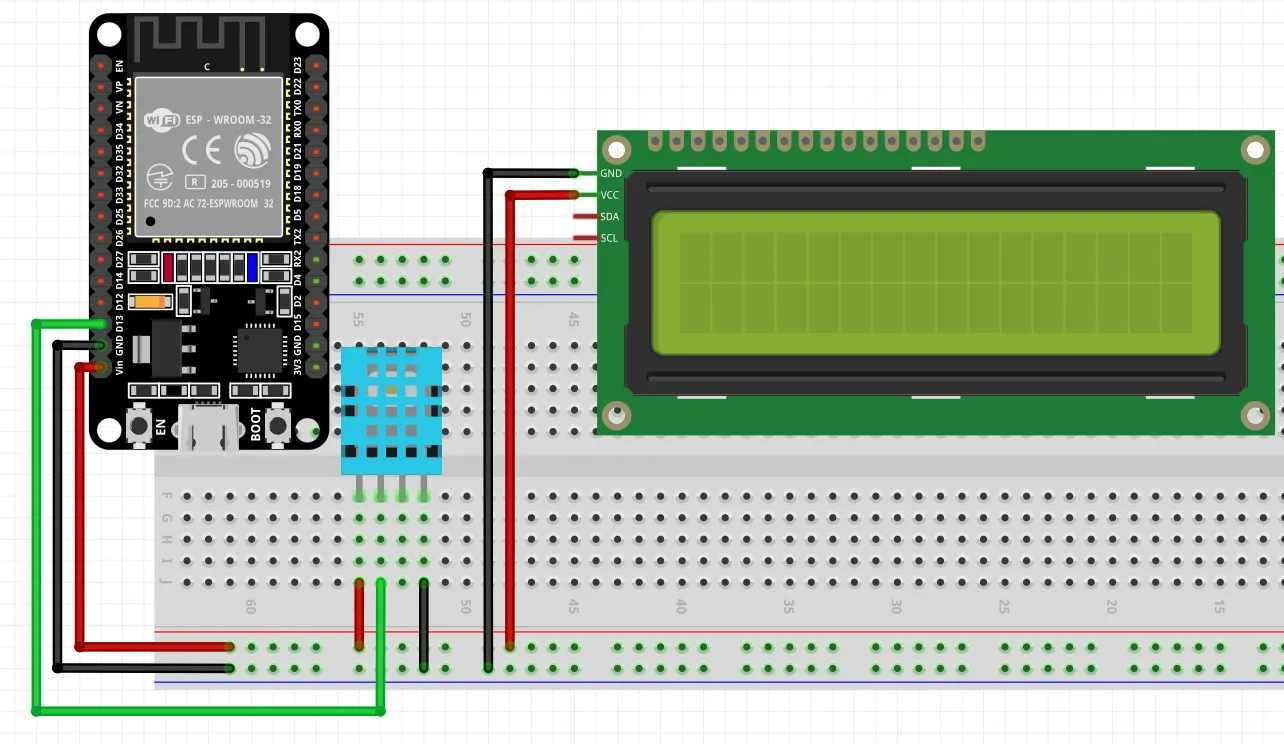 C
EN
VP
VN
D34
D35
D32
D33
D25
D26
D27
D14
D12
D13
GND
Vin
WiFi ESP - WROOM -32
CE
R 205 - 000519
FCC 9D:2 AC 72-ESPWROOM 32
D23
D22
TX0
RX0
D21
D19
D18
D5
TX2
RX2
D4
D2
D15
GND
3V3
EN
BOOT
GND
VCC
SDA
SCL
55 50 45
F
G
H
I
J
60 50 45 40 35 30 25 20 15